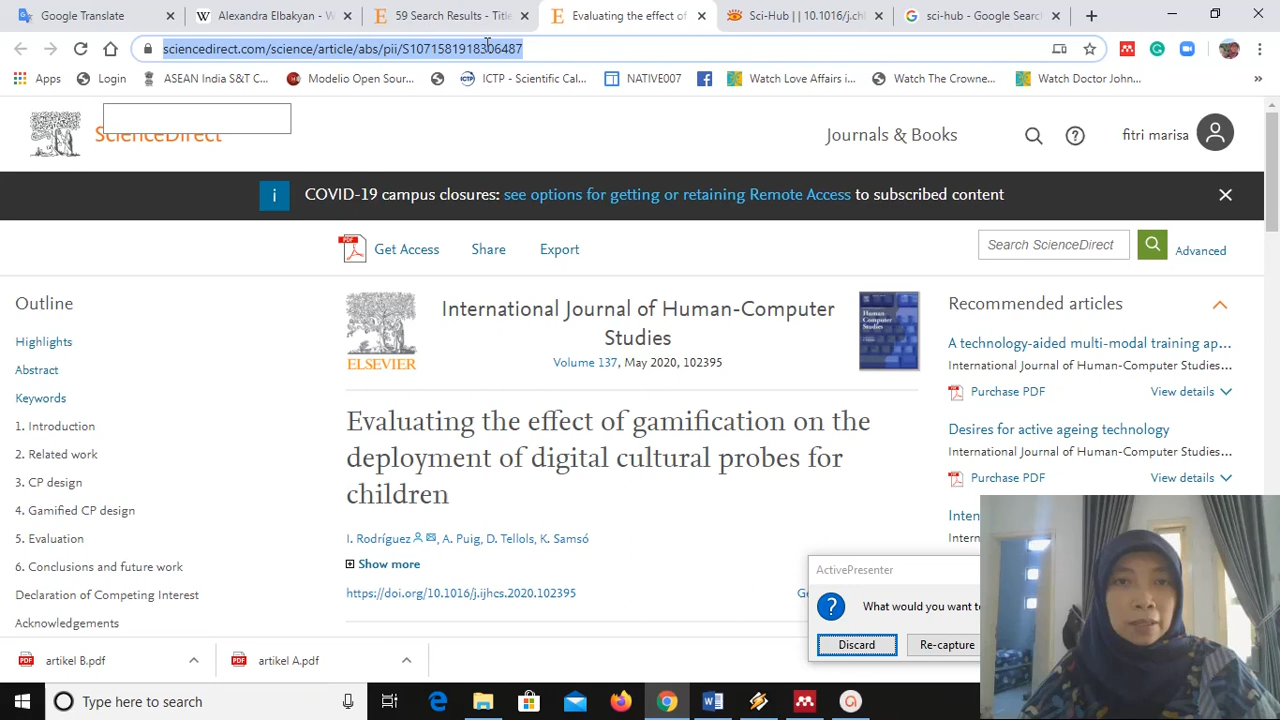 Google Translate
Alexandra Elbakyan - W
59 Search Results - Title
Evaluating the effect of
Sci-Hub || 10.1016/j.chi
sci-hub - Google Search
sciencedirect.com/science/article/abs/pii/S1071581918306487
Apps
Login
ASEAN India S&T C...
Modelio Open Sour...
ICTP - Scientific Cal...
NATIVE007
Watch Love Affairs i...
Watch The Crowne...
Watch Doctor John...
»
ScienceDirect
Journals & Books
fitri marisa
COVID-19 campus closures: see options for getting or retaining Remote Access to subscribed content
Get Access
Share
Export
Search ScienceDirect
Advanced
Outline
Highlights
Abstract
Keywords
1. Introduction
2. Related work
3. CP design
4. Gamified CP design
5. Evaluation
6. Conclusions and future work
Declaration of Competing Interest
Acknowledgements
ELSEVIER
International Journal of Human-Computer
Studies
Volume 137, May 2020, 102395
Evaluating the effect of gamification on the
deployment of digital cultural probes for
children
I. Rodríguez, A. Puig, D. Tellols, K. Samsó
Show more
https://doi.org/10.1016/j.ijhcs.2020.102395
Ge
Recommended articles
A technology-aided multi-modal training ap...
International Journal of Human-Computer Studies...
Purchase PDF
View details
Desires for active ageing technology
International Journal of Human-Computer Studies...
Purchase PDF
View details
Inten
Intern
ActivePresenter
What would you want to
Discard
Re-capture
artikel B.pdf
artikel A.pdf
Type here to search